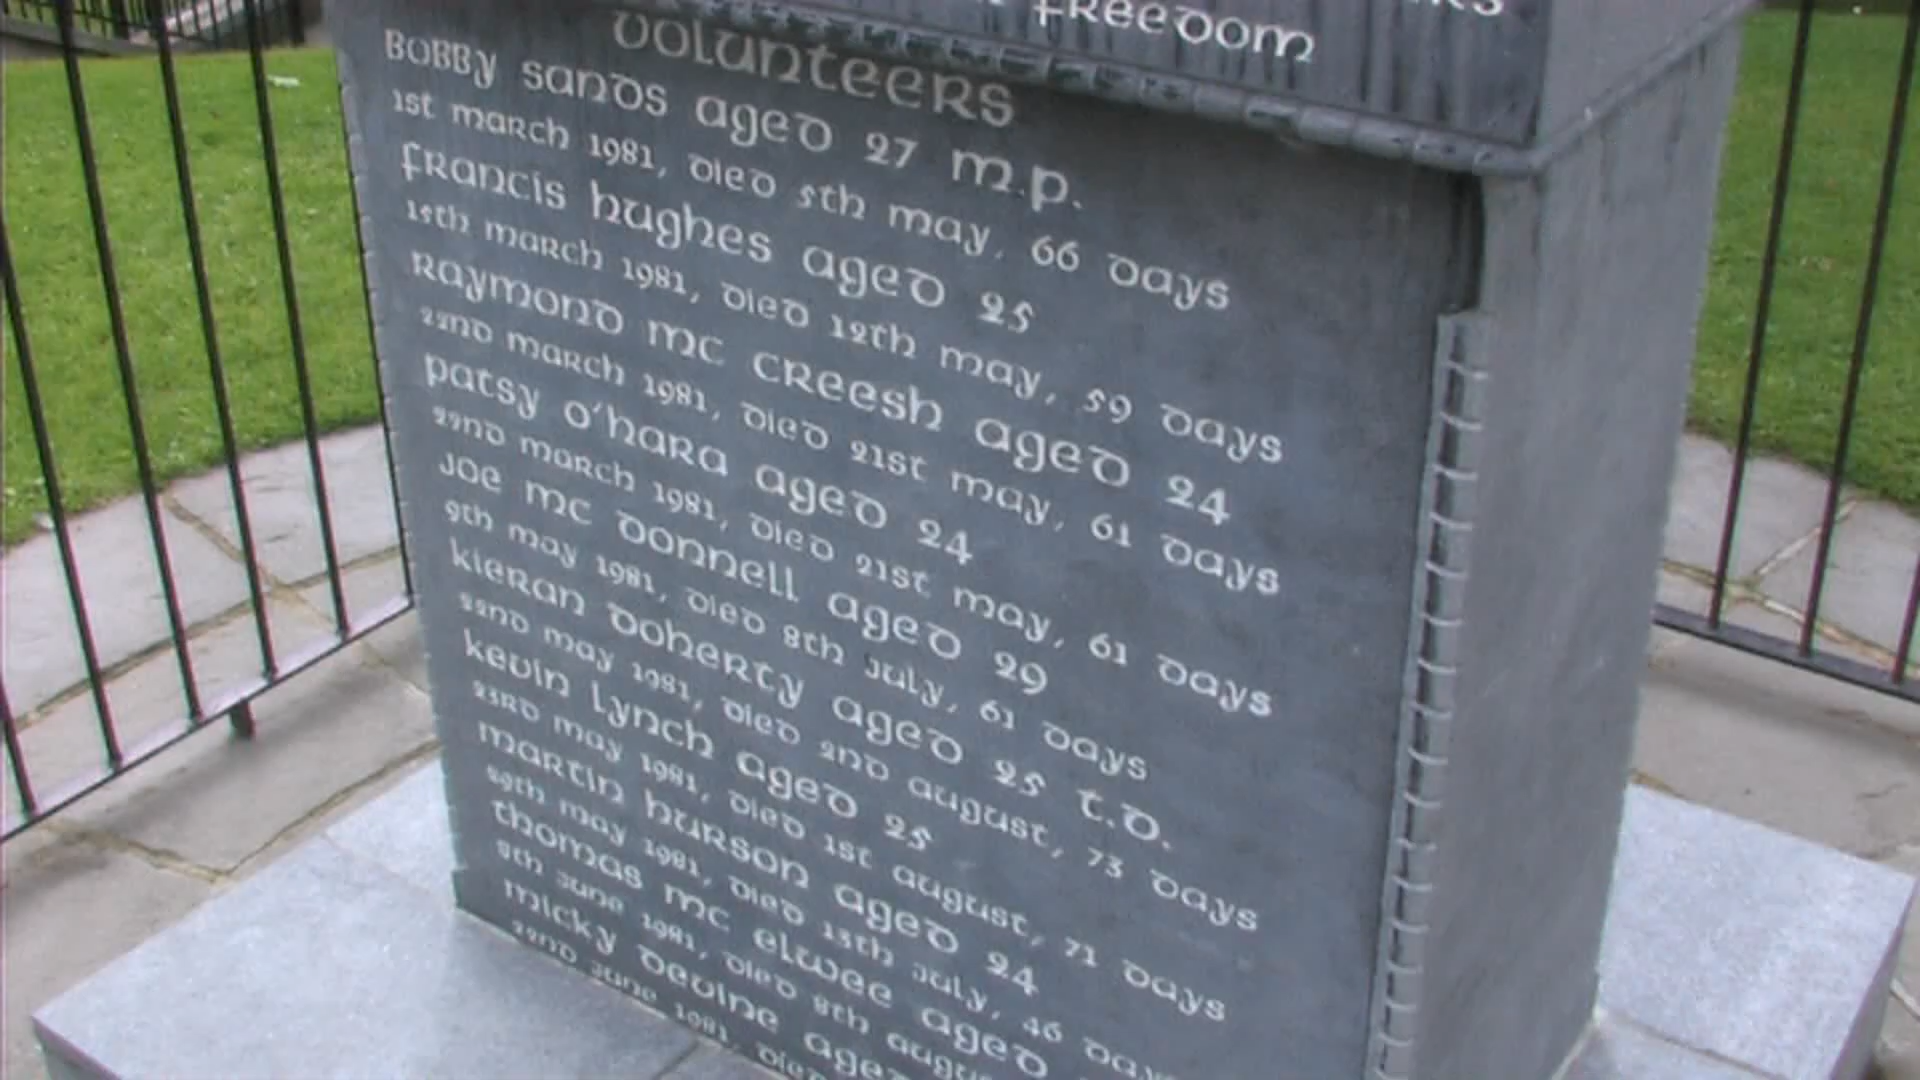 freedom
volunteers
Bobby Sands aged 27 m.p.
1st March 1981, died 5th May, 66 days
Francis Hughes aged 25
15th March 1981, died 12th May, 59 days
Raymond Mc Creesh aged 24
22nd March 1981, died 21st May, 61 days
Patsy O'Hara aged 24
22nd March 1981, died 21st May, 61 days
Joe Mc Donnell aged 29
9th May 1981, died 8th July, 61 days
Kieran Doherty aged 25 T.D.
22nd May 1981, died 2nd August, 73 days
Kevin Lynch aged 25
23rd May 1981, died 1st August, 71 days
Martin Hurson aged 24
29th May 1981, died 13th July, 46 days
Thomas Mc Elwee aged
8th June 1981, died 8th August
Micky Devine aged
22nd June 1981, died